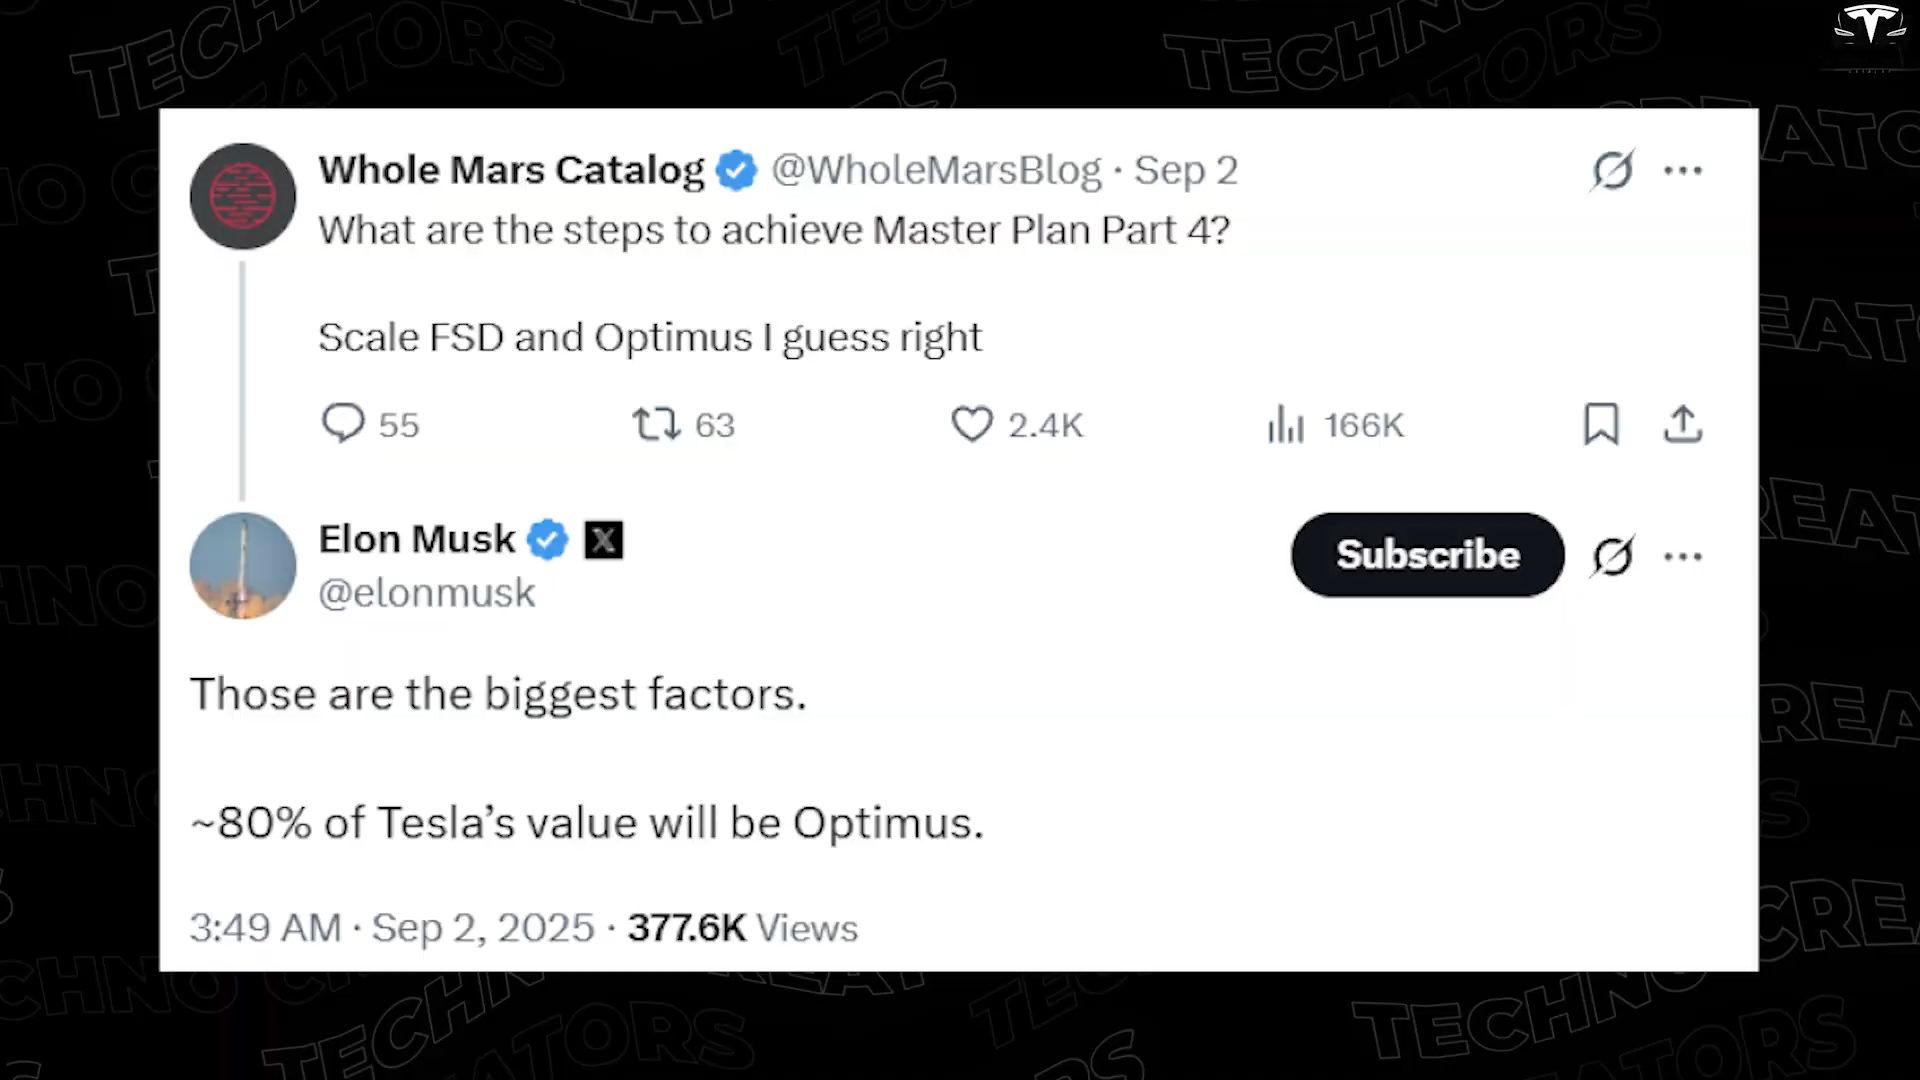 Whole Mars Catalog @WholeMarsBlog · Sep 2
What are the steps to achieve Master Plan Part 4?
Scale FSD and Optimus I guess right
55 63 2.4K 166K
Elon Musk
@elonmusk
Subscribe
Those are the biggest factors.
~80% of Tesla’s value will be Optimus.
3:49 AM · Sep 2, 2025 · 377.6K Views
TECHNO CREATORS